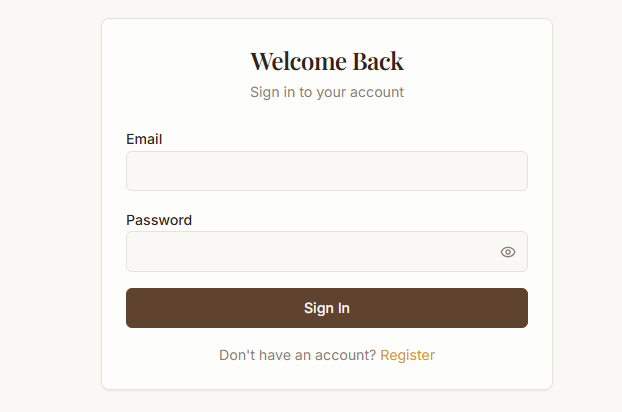 Welcome Back
Sign in to your account
Email
Password
Sign In
Don't have an account? Register